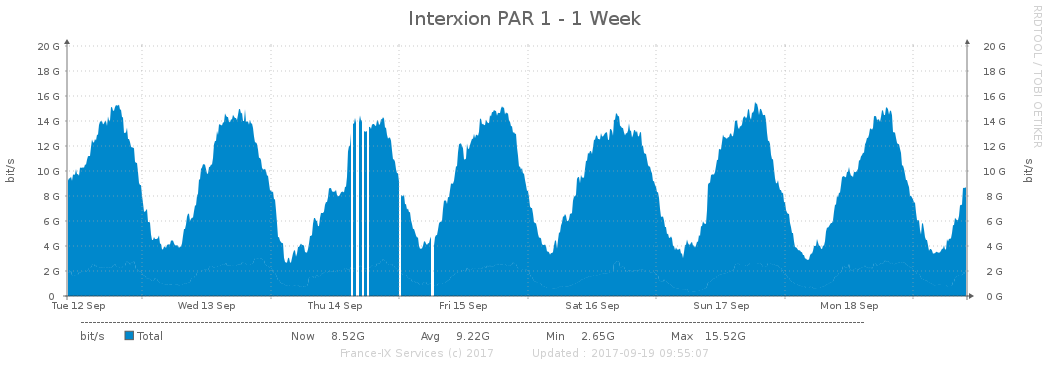 Interxion PAR 1 - 1 Week
RRDTOOL / TOBI OETIKER
bit/s
20 G 20 G
18 G 18 G
16 G 16 G
14 G 14 G
12 G 12 G
10 G 10 G
8 G 8 G
6 G 6 G
4 G 4 G
2 G 2 G
0 0 G
bit/s
Tue 12 Sep Wed 13 Sep Thu 14 Sep Fri 15 Sep Sat 16 Sep Sun 17 Sep Mon 18 Sep
bit/s Total Now 8.52G Avg 9.22G Min 2.65G Max 15.52G
France-IX Services (c) 2017 Updated : 2017-09-19 09:55:07